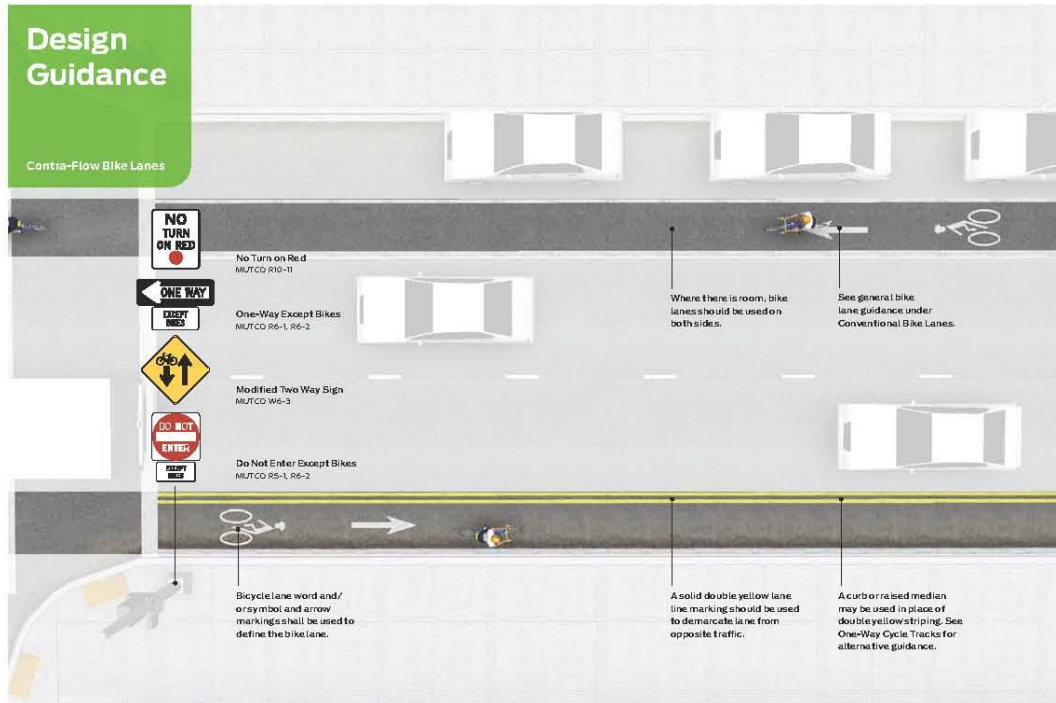 Design
Guidance
Contra-Flow Bike Lanes
NO
TURN
ON RED
No Turn on Red
MUTCD R10-11
ONE WAY
EXCEPT
BIKES
One-Way Except Bikes
MUTCD R6-1, R6-2
Modified Two Way Sign
MUTCD W6-3
DO NOT
ENTER
EXCEPT
BIKES
Do Not Enter Except Bikes
MUTCD R5-1, R6-2
Where there is room, bike
lanes should be used on
both sides.
See general bike
lane guidance under
Conventional Bike Lanes.
Bicycle lane word and/
or symbol and arrow
markings shall be used to
define the bike lane.
A solid double yellow lane
line marking should be used
to demarcate lane from
opposite traffic.
A curb or raised median
may be used in place of
double yellow striping. See
One-Way Cycle Tracks for
alternative guidance.